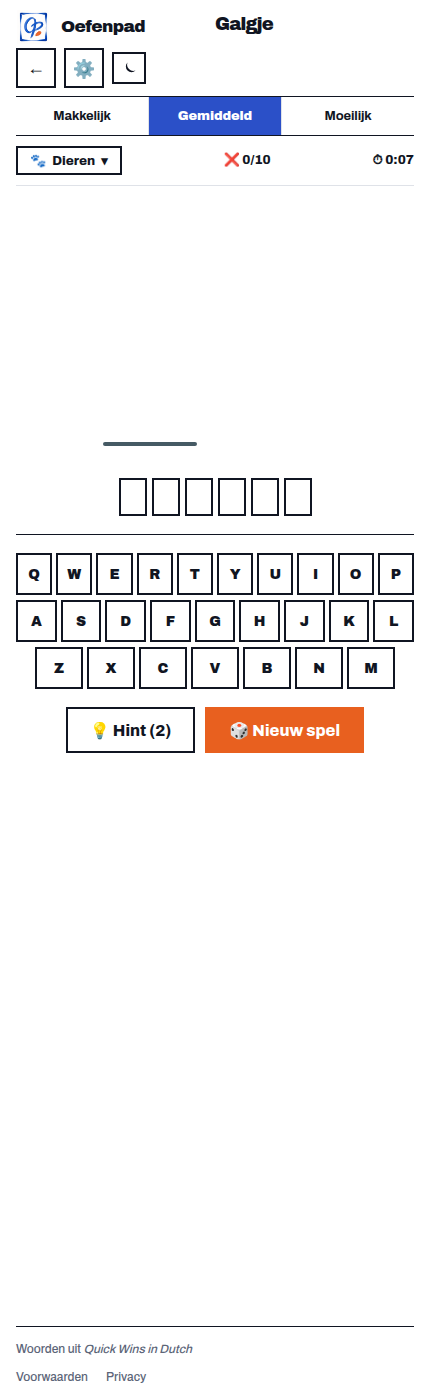 Oefenpad
Galgje
←
Makkelijk Gemiddeld Moeilijk
Dieren ▼ 0/10 0:07
Q W E R T Y U I O P
A S D F G H J K L
Z X C V B N M
Hint (2) Nieuw spel
Woorden uit Quick Wins in Dutch
Voorwaarden Privacy